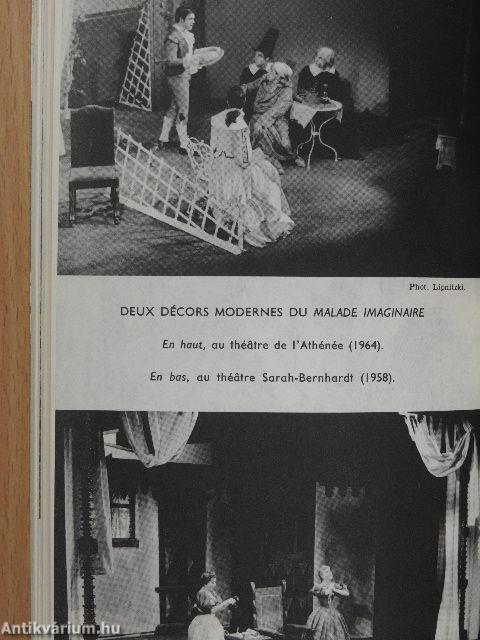 Phot. Lipnitzki.
DEUX DÉCORS MODERNES DU MALADE IMAGINAIRE
En haut, au théâtre de l'Athénée (1964).
En bas, au théâtre Sarah-Bernhardt (1958).
Antikvárium.hu